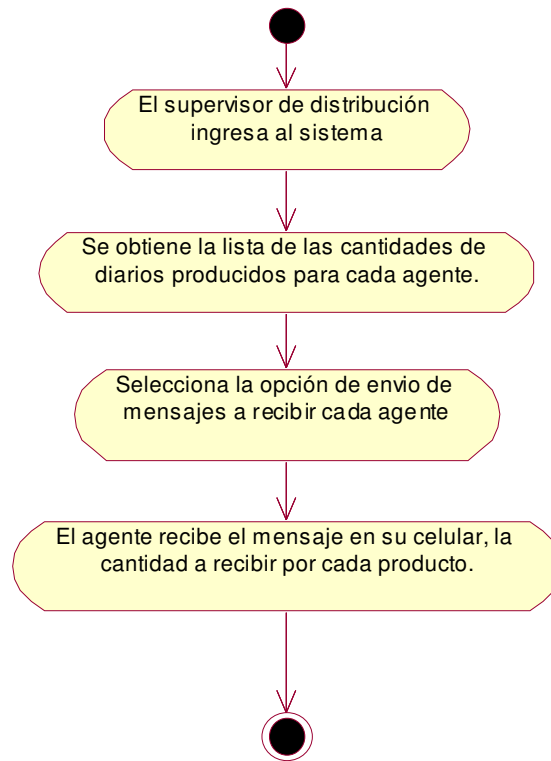 El supervisor de distribución
ingresa al sistema
Se obtiene la lista de las cantidades de
diarios producidos para cada agente.
Selecciona la opción de envio de
mensajes a recibir cada agente
El agente recibe el mensaje en su celular, la
cantidad a recibir por cada producto.